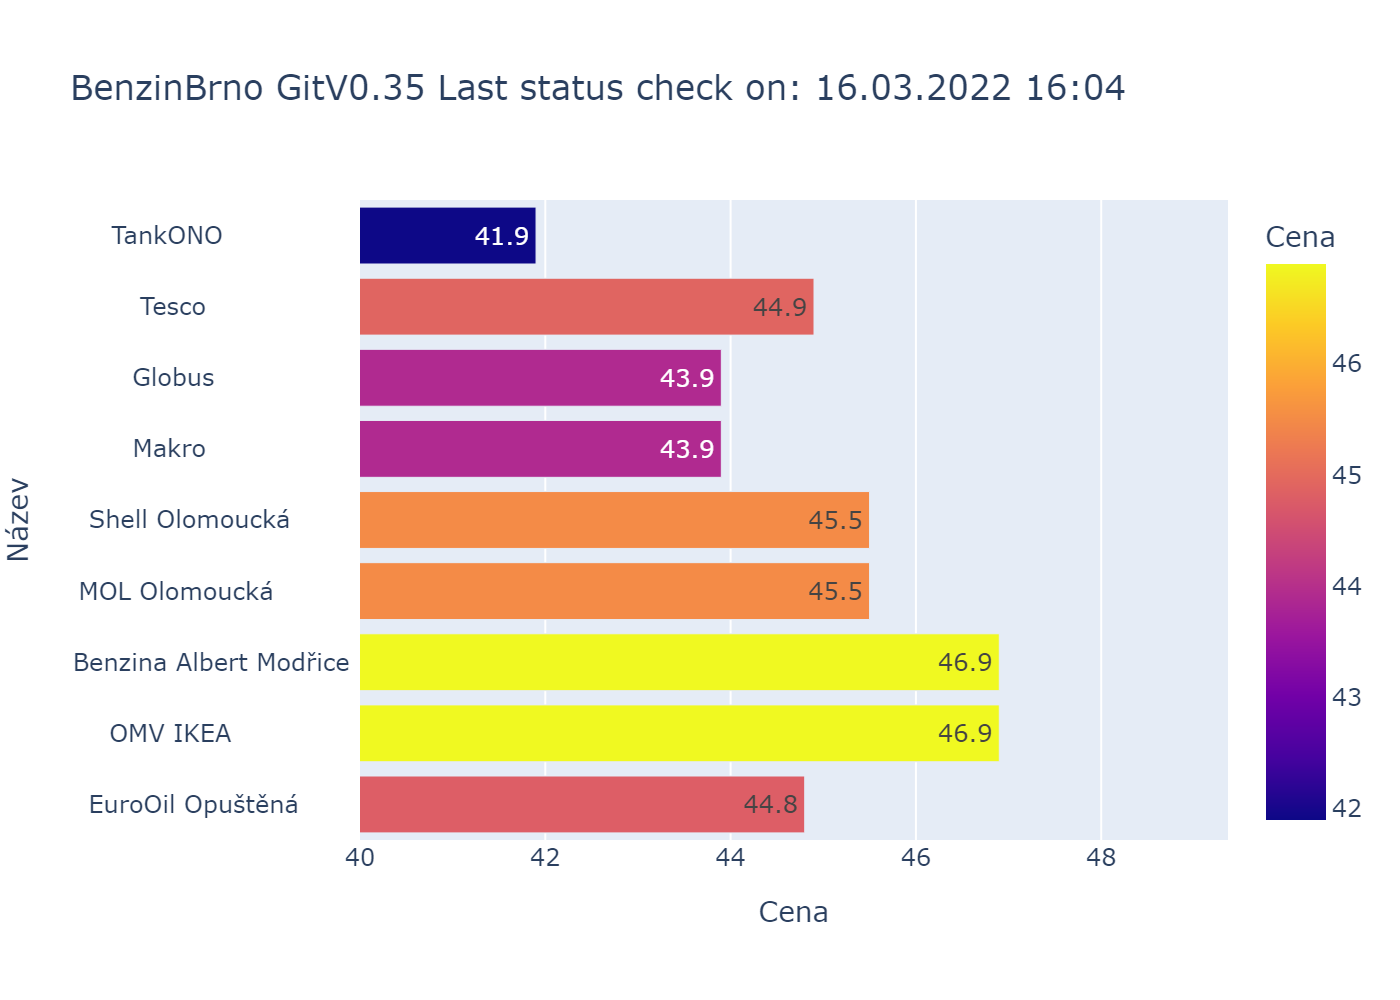 BenzinBrno GitV0.35 Last status check on: 16.03.2022 16:04
Název
TankONO
41.9
Tesco
44.9
Globus
43.9
Makro
43.9
Shell Olomoucká
45.5
MOL Olomoucká
45.5
Benzina Albert Modřice
46.9
OMV IKEA
46.9
EuroOil Opuštěná
44.8
40 42 44 46 48
Cena
Cena
46
45
44
43
42